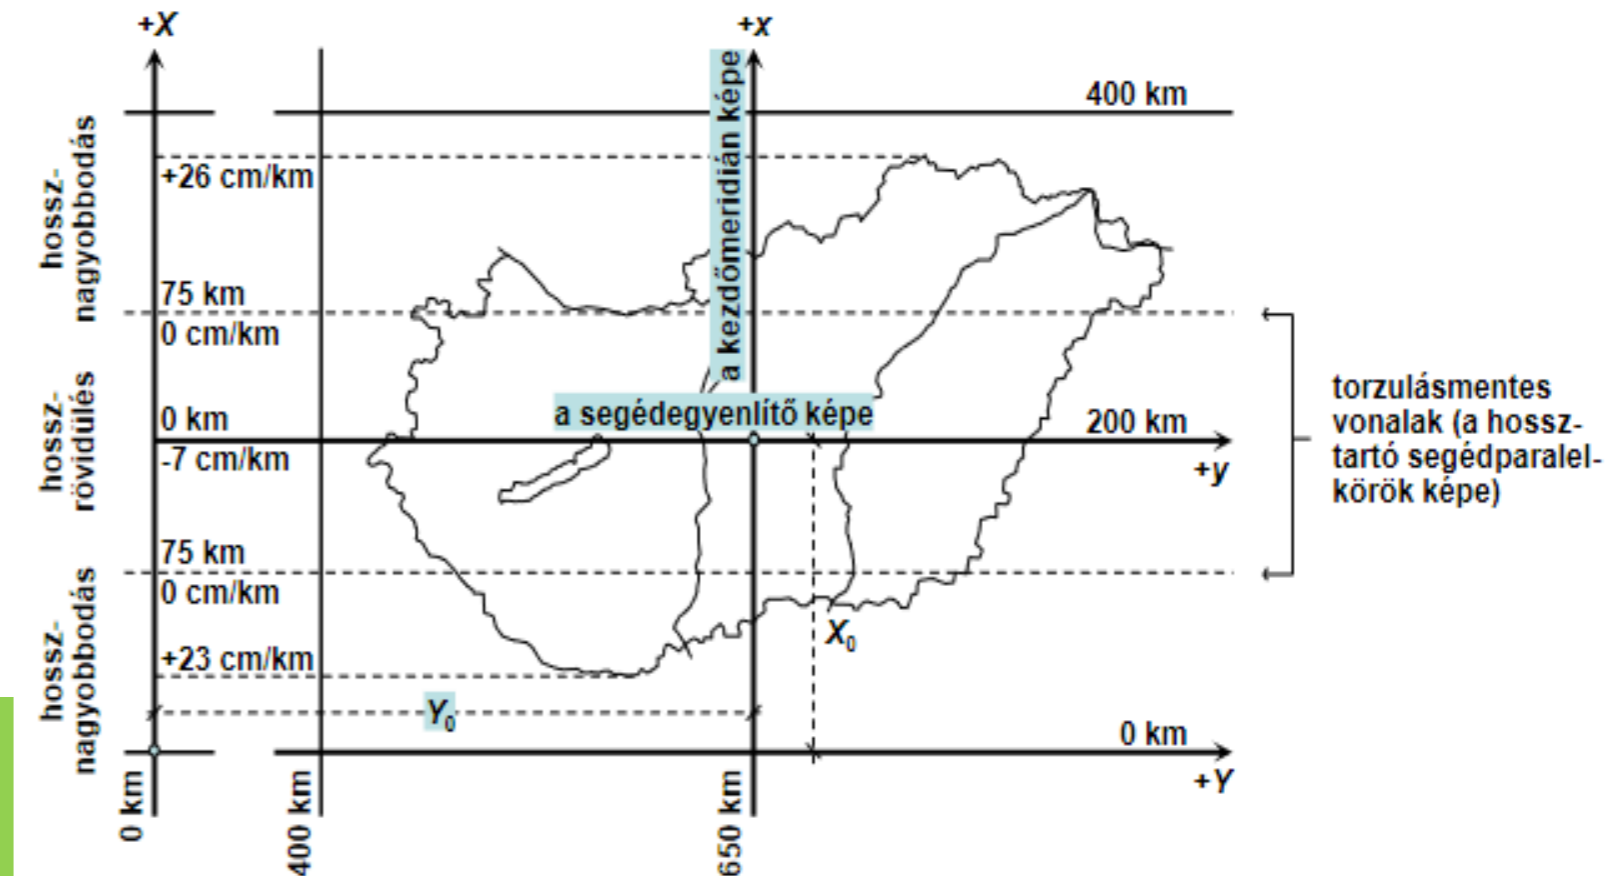 +X
+x
400 km
hossz-
nagyobbodás
+26 cm/km
a kezdőmeridián képe
75 km
0 cm/km
hossz-
rövidülés
0 km
-7 cm/km
a segédegyenlítő képe
200 km
+y
torzulásmentes
vonalak (a hossz-
tartó segédparalel-
körök képe)
75 km
0 cm/km
hossz-
nagyobbodás
+23 cm/km
X₀
Y₀
0 km
+Y
0 km
400 km
650 km